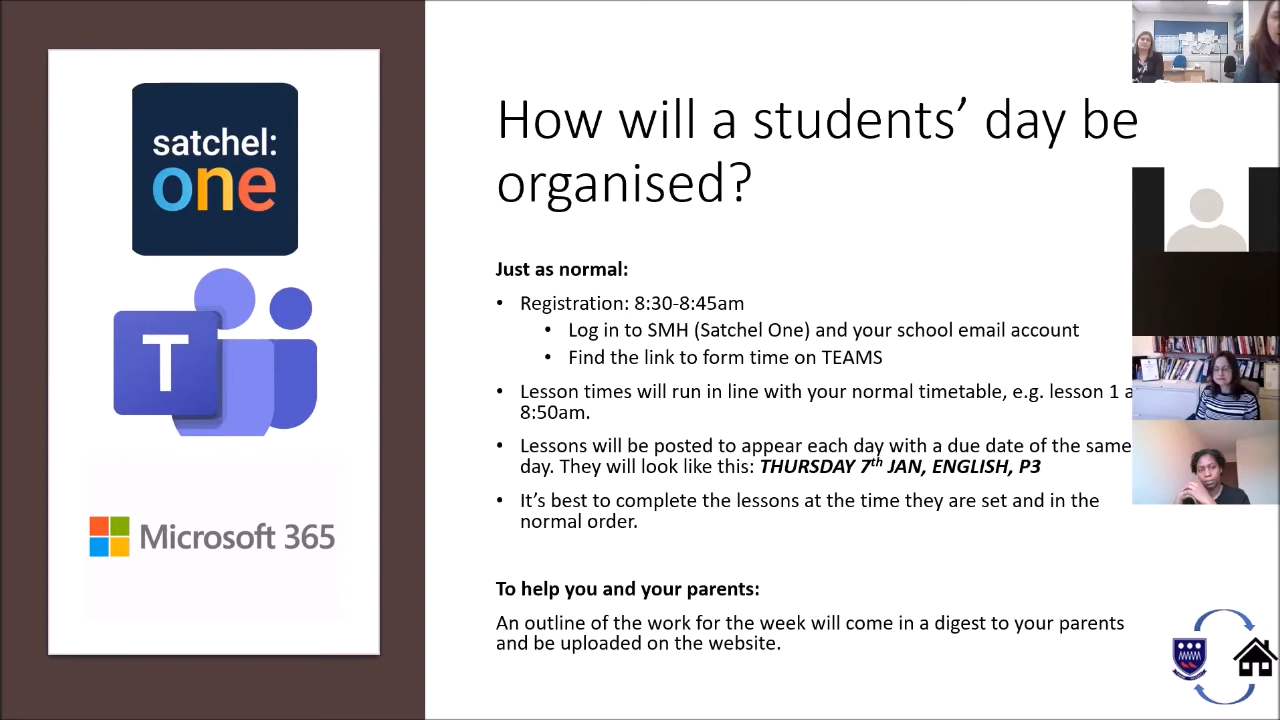 satchel:
one
T
Microsoft 365
How will a students’ day be
organised?
Just as normal:
• Registration: 8:30-8:45am
• Log in to SMH (Satchel One) and your school email account
• Find the link to form time on TEAMS
• Lesson times will run in line with your normal timetable, e.g. lesson 1
8:50am.
• Lessons will be posted to appear each day with a due date of the same
day. They will look like this: THURSDAY 7th JAN, ENGLISH, P3
• It’s best to complete the lessons at the time they are set and in the
normal order.
To help you and your parents:
An outline of the work for the week will come in a digest to your parents
and be uploaded on the website.